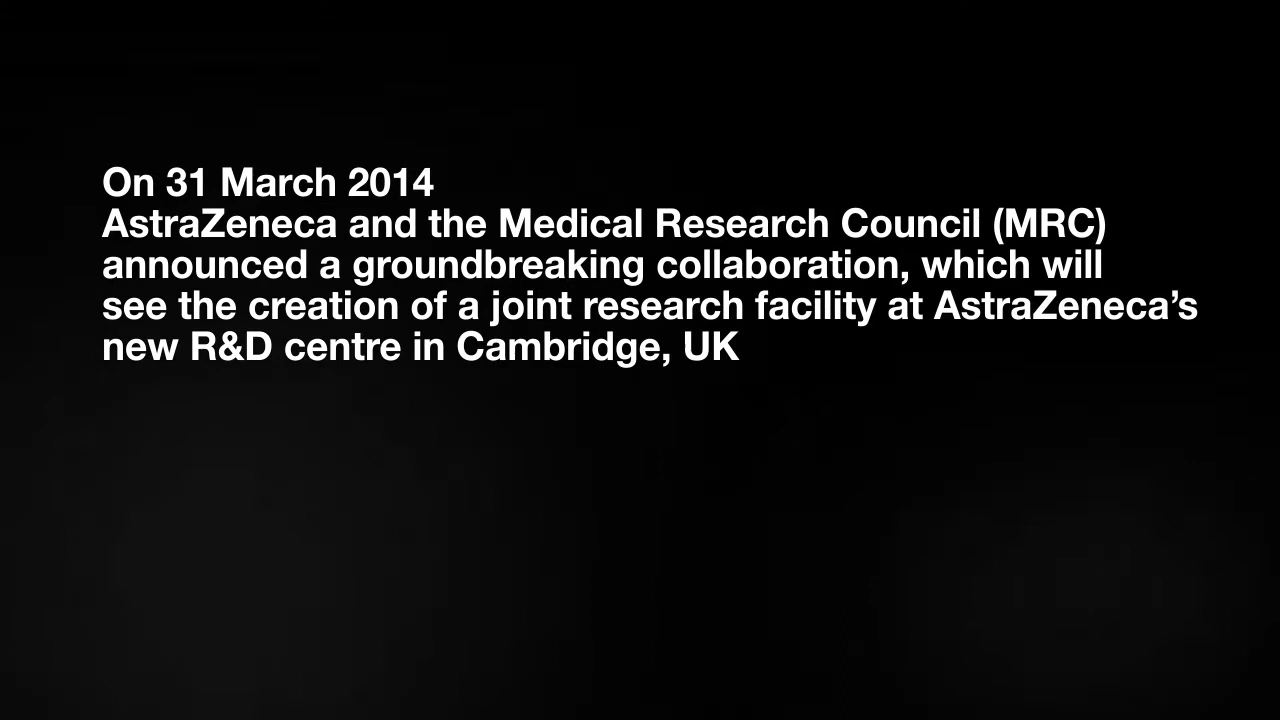 On 31 March 2014
AstraZeneca and the Medical Research Council (MRC)
announced a groundbreaking collaboration, which will
see the creation of a joint research facility at AstraZeneca’s
new R&D centre in Cambridge, UK